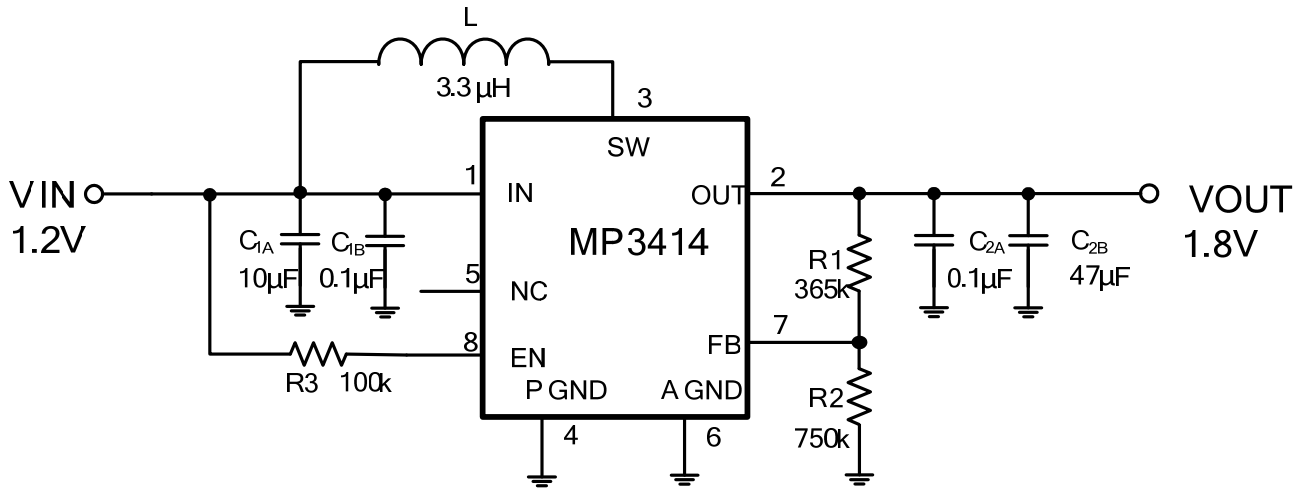 L
3.3 µH
3
SW
VIN
1.2V
1
IN
OUT
2
VOUT
1.8V
MP3414
C1A
10µF
C1B
0.1µF
5
NC
R1
365k
C2A
0.1µF
C2B
47µF
7
FB
8
EN
R3
100k
P GND
A GND
R2
750k
4
6